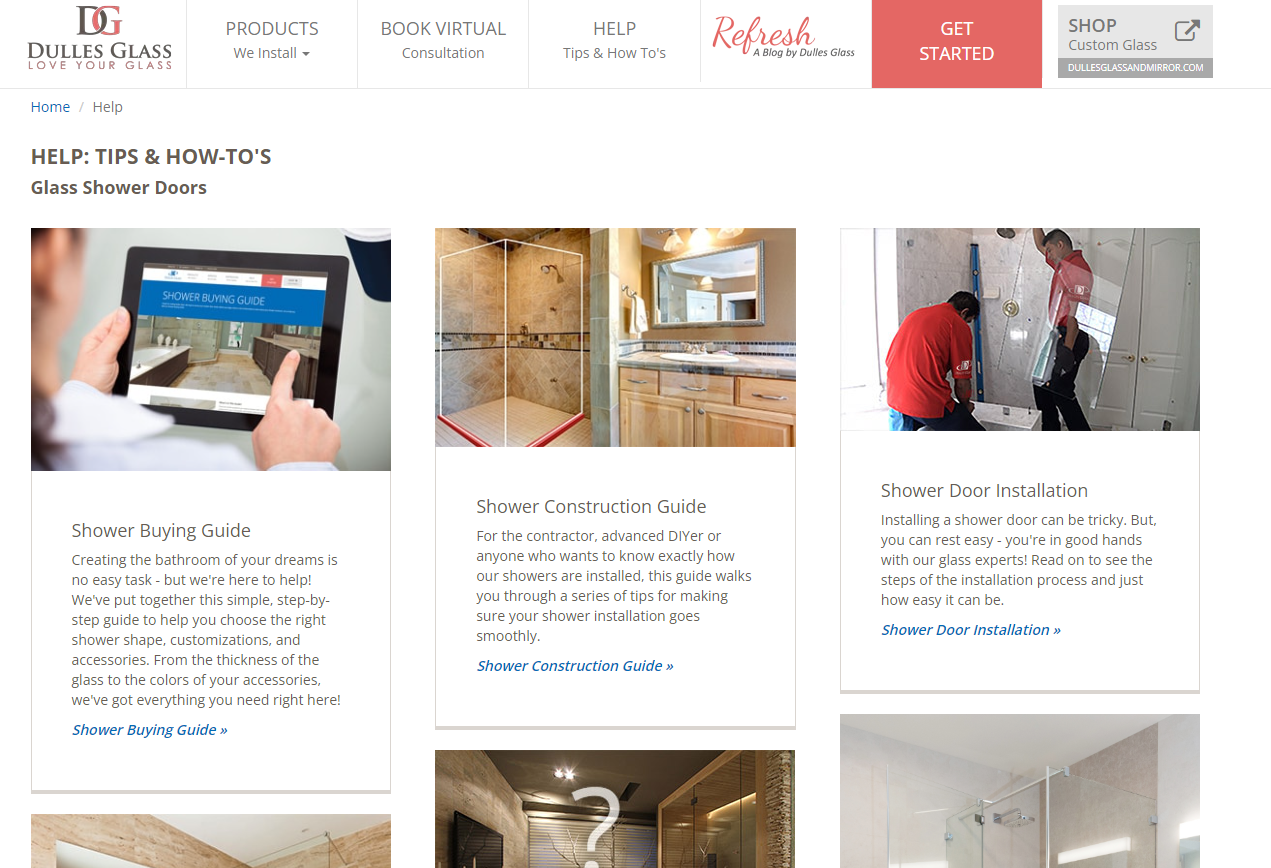 DG
DULLES GLASS
LOVE YOUR GLASS
PRODUCTS
We Install
BOOK VIRTUAL
Consultation
HELP
Tips & How To's
Refresh
A Blog by Dulles Glass
GET
STARTED
SHOP
Custom Glass
DULLESGLASSANDMIRROR.COM
Home / Help
HELP: TIPS & HOW-TO'S
Glass Shower Doors
SHOWER BUYING GUIDE
Shower Buying Guide
Creating the bathroom of your dreams is
no easy task - but we're here to help!
We've put together this simple, step-by-
step guide to help you choose the right
shower shape, customizations, and
accessories. From the thickness of the
glass to the colors of your accessories,
we've got everything you need right here!
Shower Buying Guide »
Shower Construction Guide
For the contractor, advanced DIYer or
anyone who wants to know exactly how
our showers are installed, this guide walks
you through a series of tips for making
sure your shower installation goes
smoothly.
Shower Construction Guide »
?
Shower Door Installation
Installing a shower door can be tricky. But,
you can rest easy - you're in good hands
with our glass experts! Read on to see the
steps of the installation process and just
how easy it can be.
Shower Door Installation »